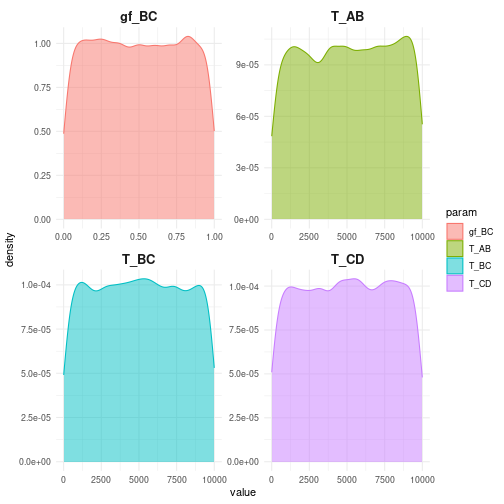 gf_BC
T_AB
1.00
0.75
0.50
0.25
0.00
9e-05
6e-05
3e-05
0e+00
0.00 0.25 0.50 0.75 1.00
0 2500 5000 7500 10000
T_BC
T_CD
1.0e-04
7.5e-05
5.0e-05
2.5e-05
0.0e+00
1.0e-04
7.5e-05
5.0e-05
2.5e-05
0.0e+00
0 2500 5000 7500 10000
0 2500 5000 7500 10000
density
value
param
gf_BC
T_AB
T_BC
T_CD